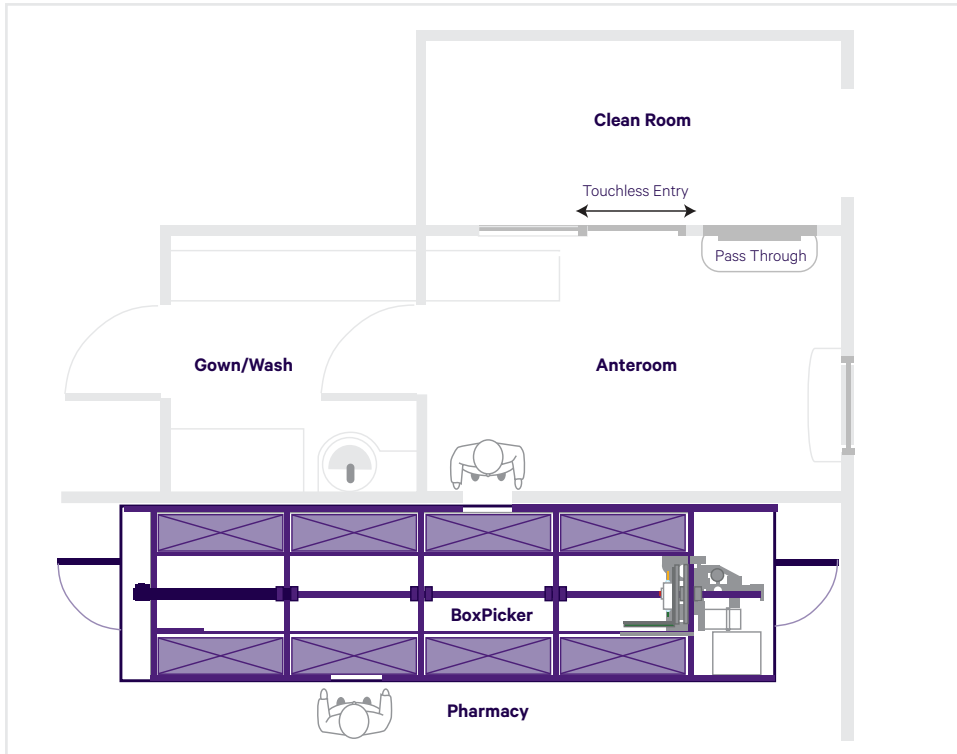 Clean Room
Touchless Entry
Pass Through
Gown/Wash
Anteroom
BoxPicker
Pharmacy